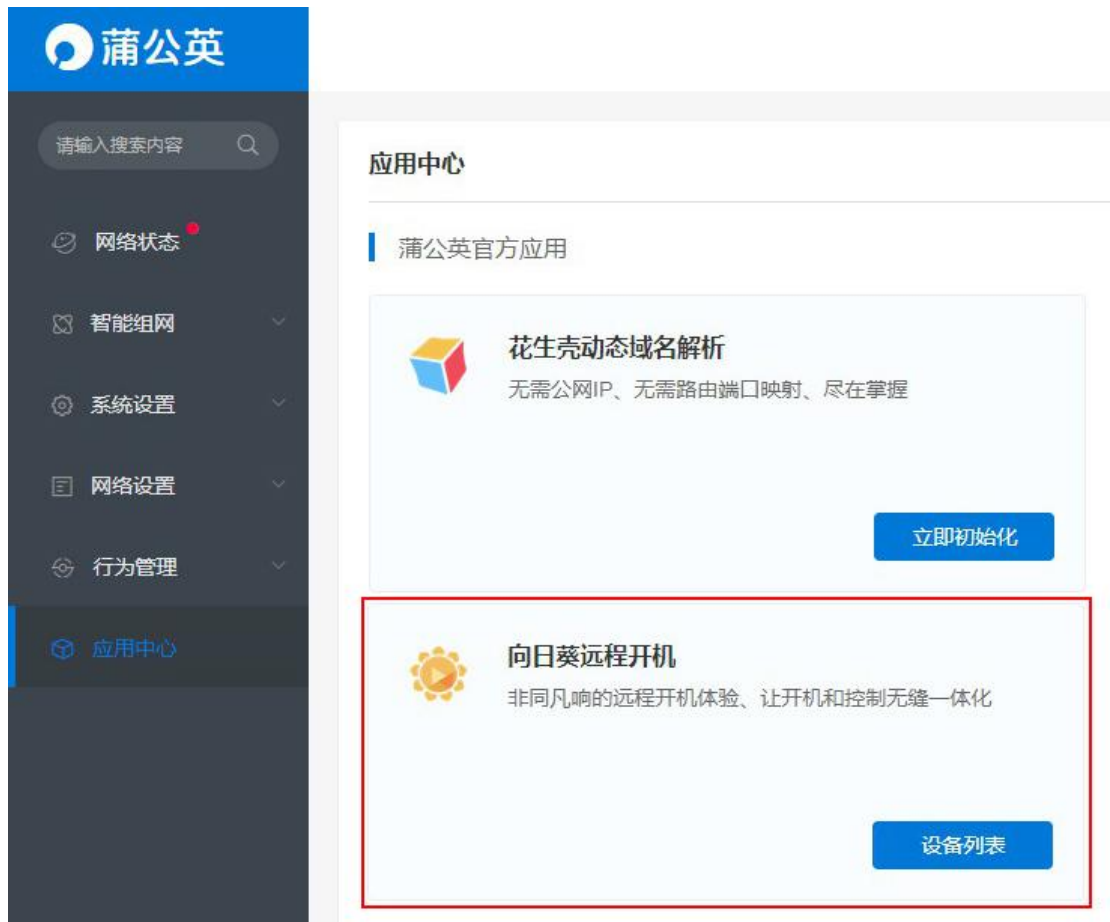 蒲公英
请输入搜索内容
网络状态
智能组网
系统设置
网络设置
行为管理
应用中心
应用中心
蒲公英官方应用
花生壳动态域名解析
无需公网IP、无需路由端口映射、尽在掌握
立即初始化
向日葵远程开机
非同凡响的远程开机体验、让开机和控制无缝一体化
设备列表